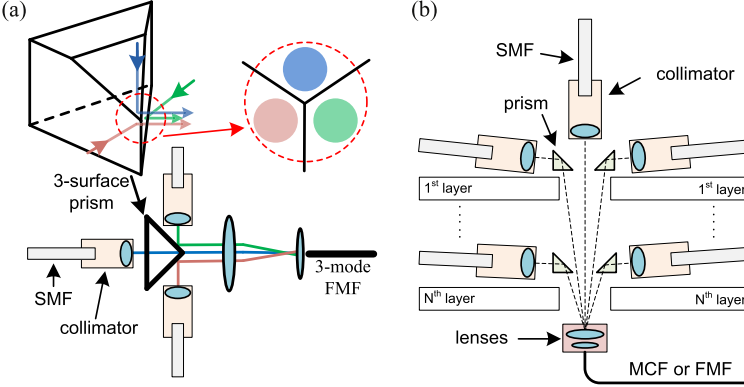 (a)
3-surface
prism
SMF
collimator
3-mode
FMF
(b)
SMF
collimator
prism
1st layer
1st layer
Nth layer
Nth layer
lenses
MCF or FMF